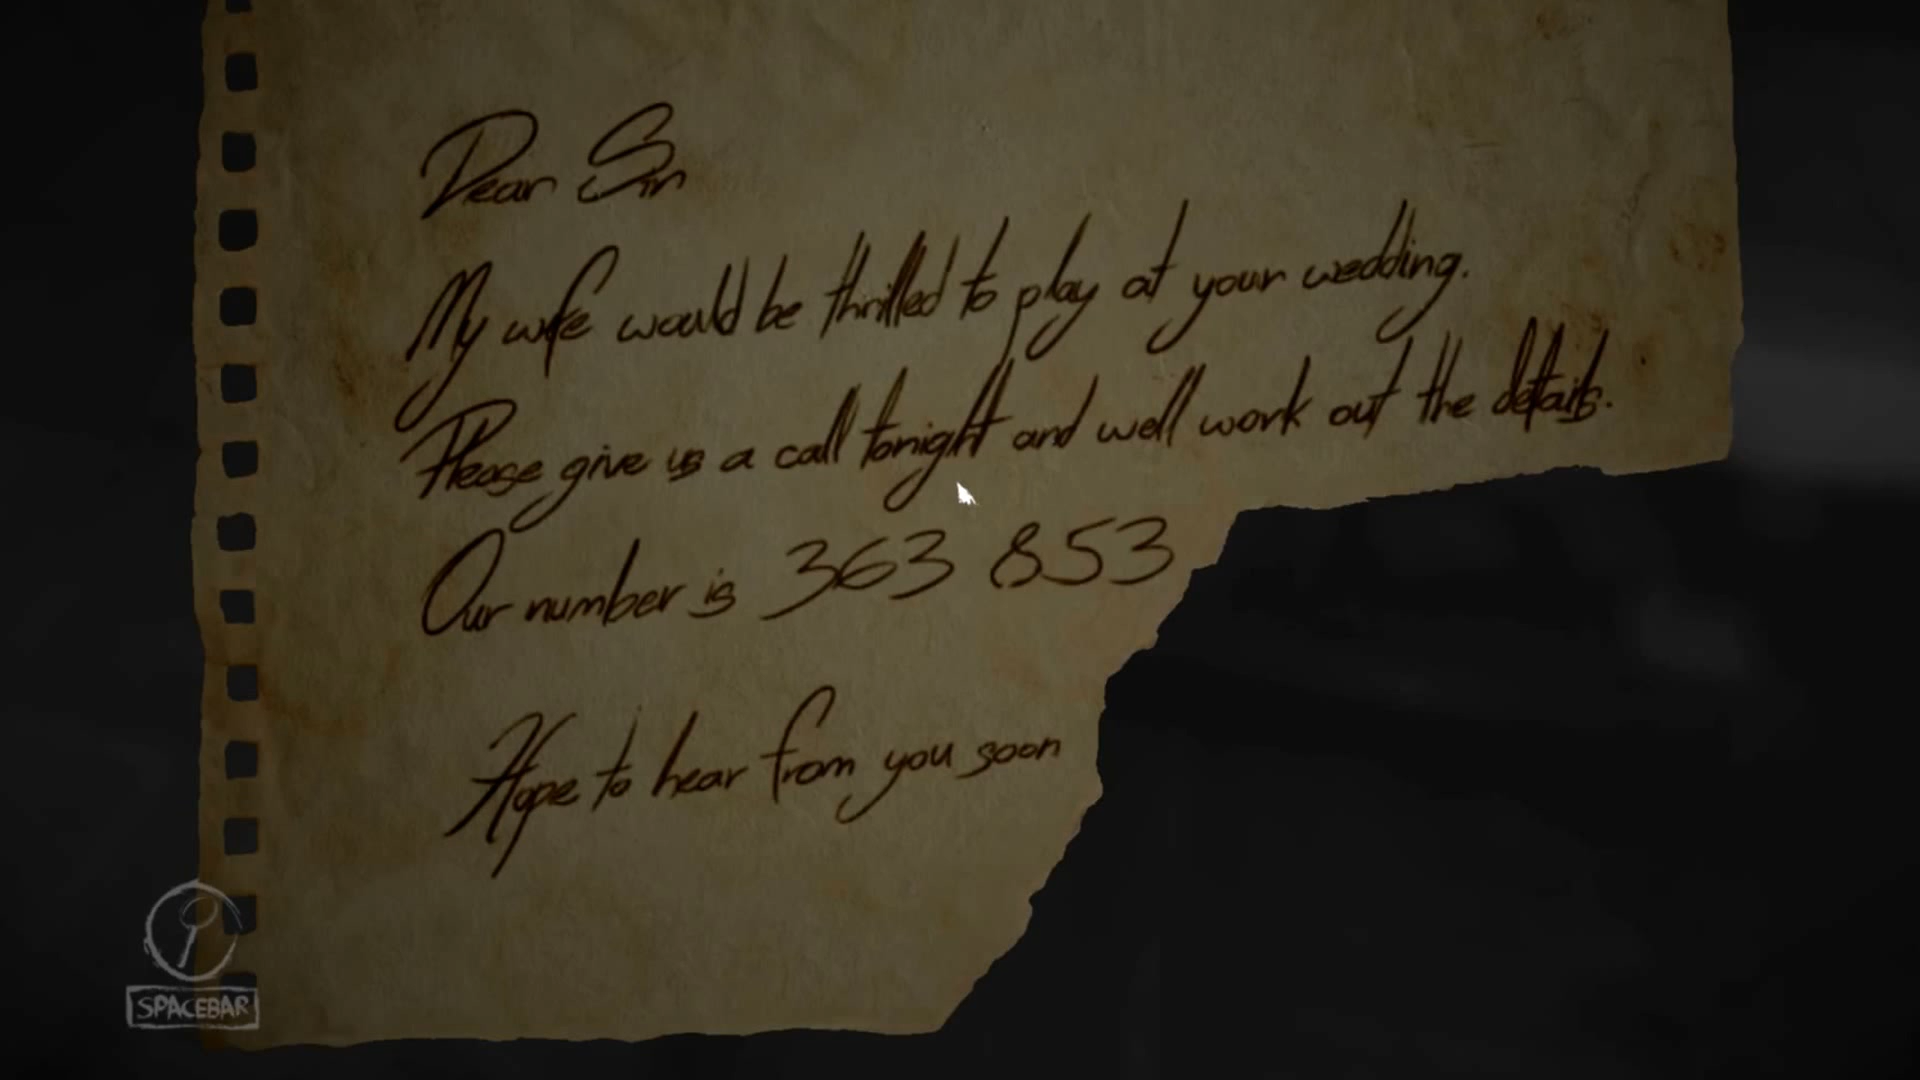 Dear Sir
My wife would be thrilled to play at your wedding.
Please give us a call tonight and well work out the details.
Our number is 363 853
Hope to hear from you soon
SPACEBAR